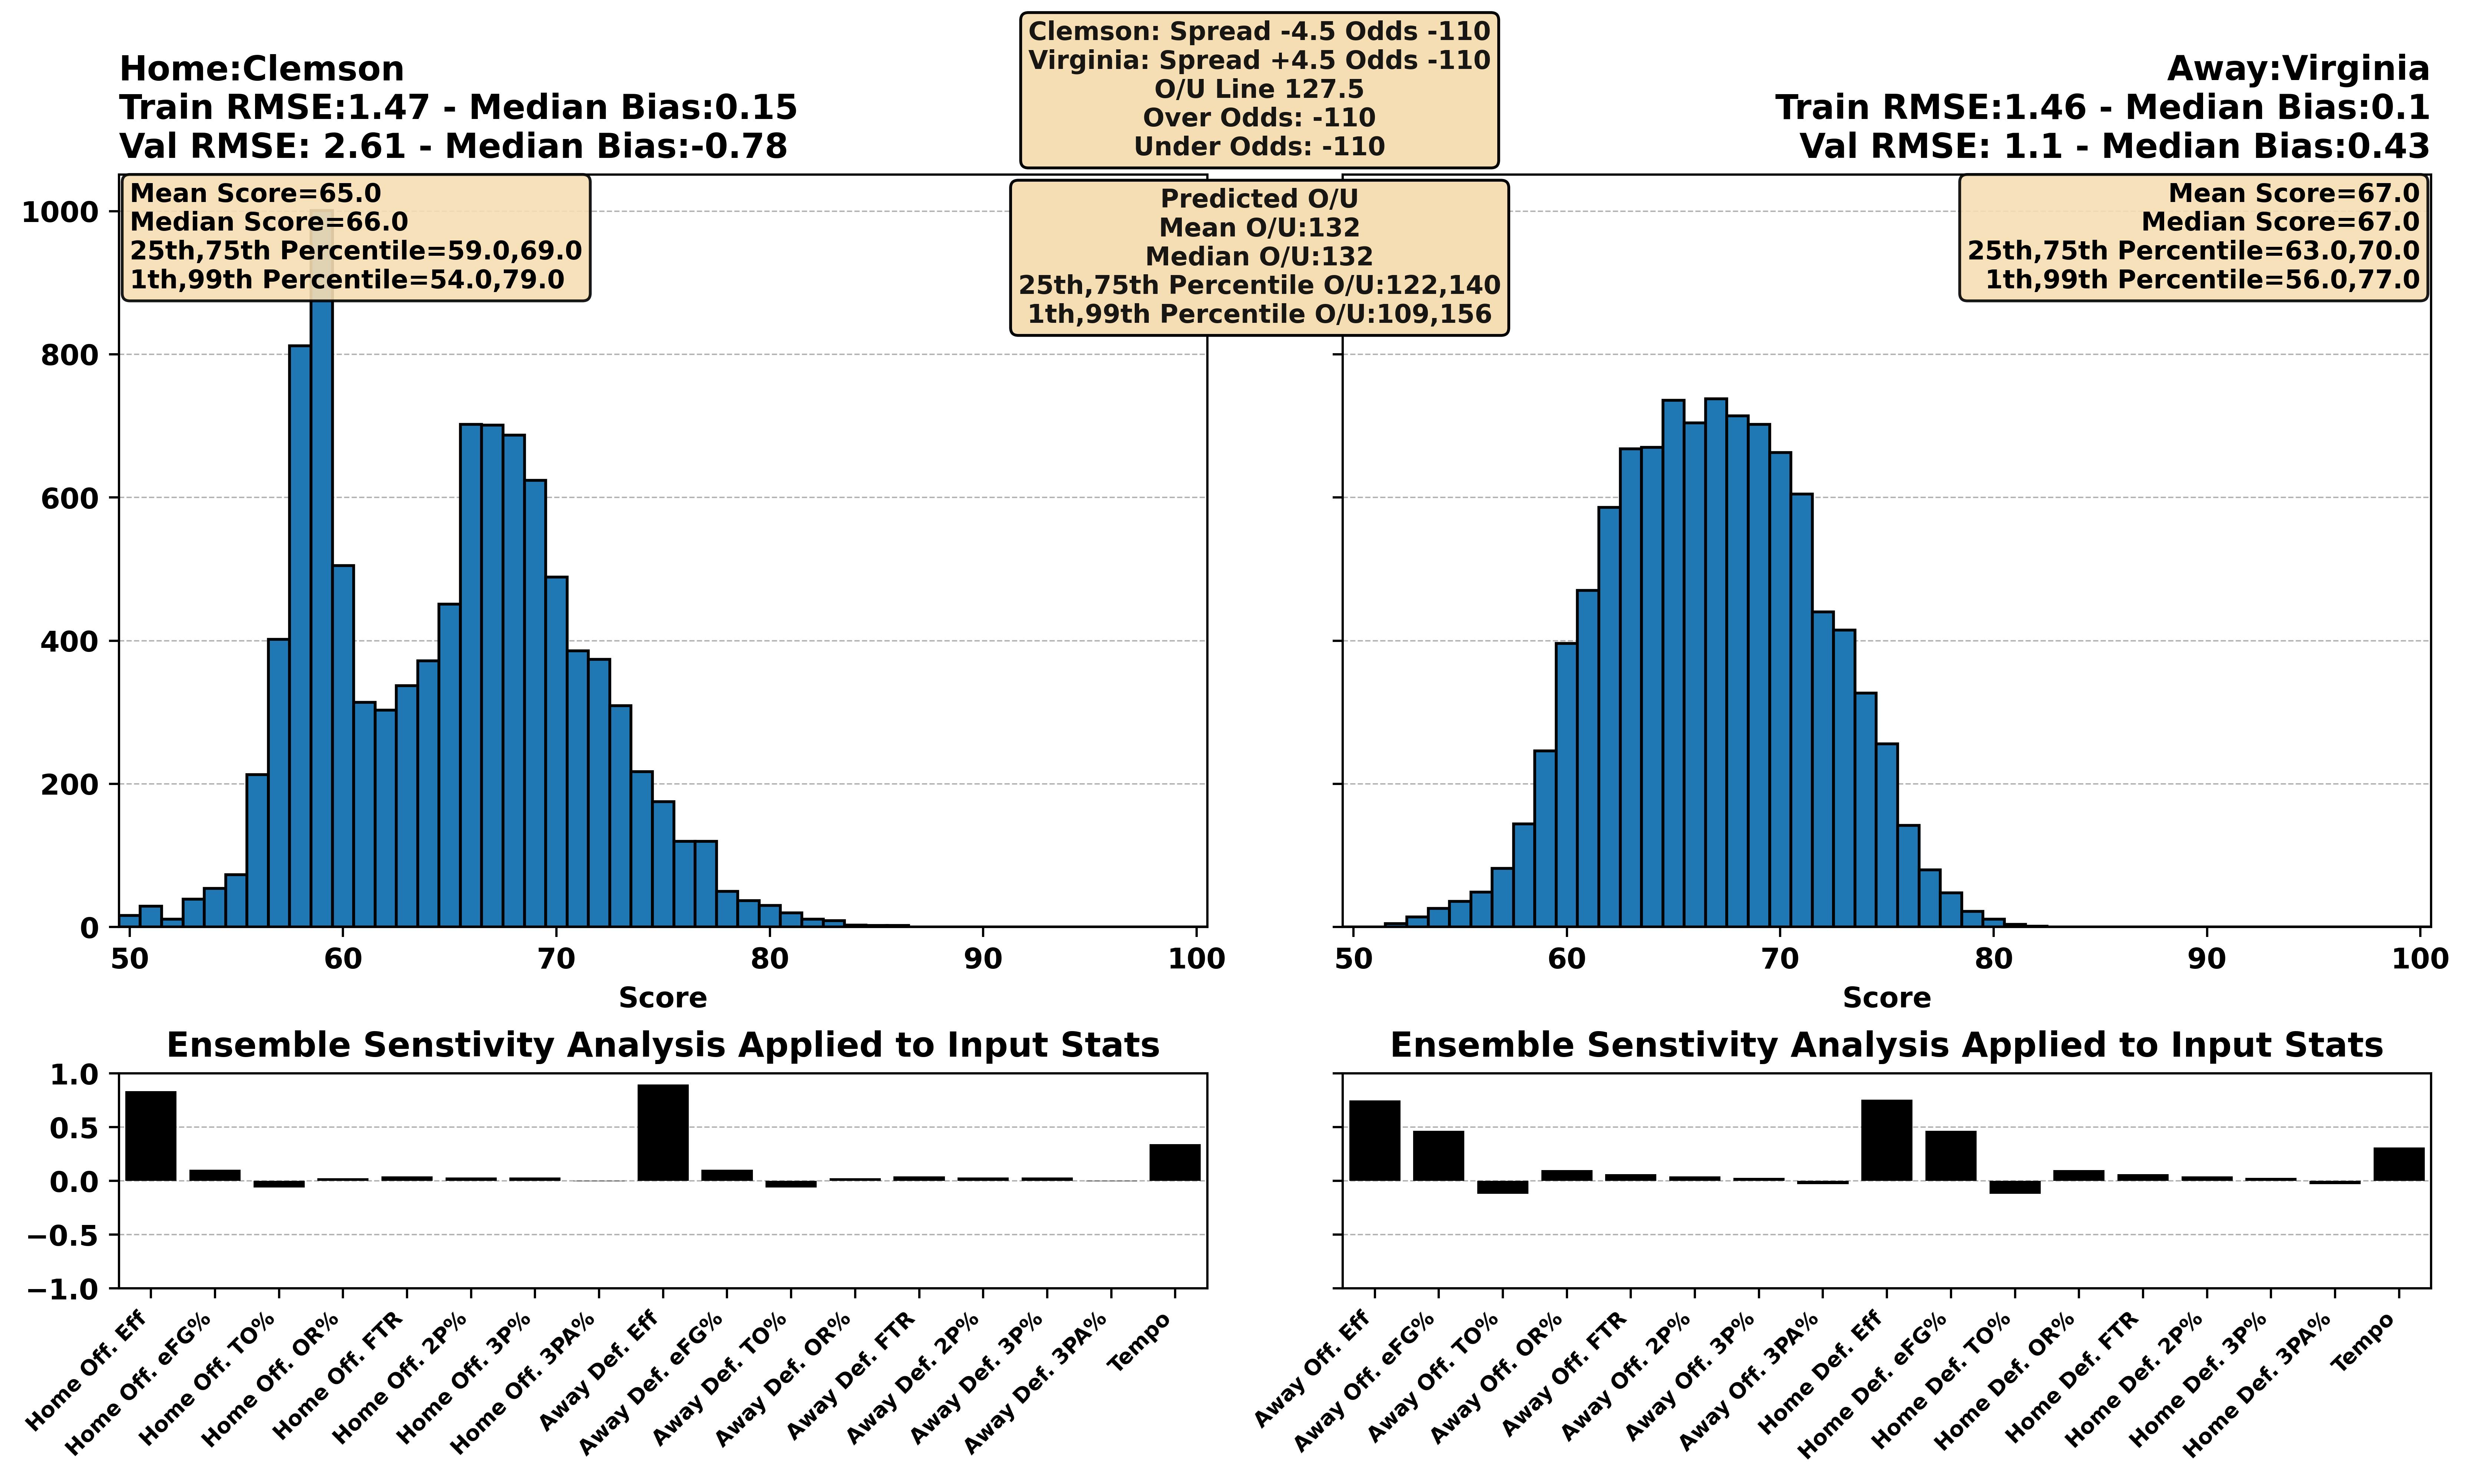 Clemson: Spread -4.5 Odds -110
Virginia: Spread +4.5 Odds -110
O/U Line 127.5
Over Odds: -110
Under Odds: -110
Home:Clemson
Train RMSE:1.47 - Median Bias:0.15
Val RMSE: 2.61 - Median Bias:-0.78
Away:Virginia
Train RMSE:1.46 - Median Bias:0.1
Val RMSE: 1.1 - Median Bias:0.43
Mean Score=65.0
Median Score=66.0
25th,75th Percentile=59.0,69.0
1th,99th Percentile=54.0,79.0
Predicted O/U
Mean O/U:132
Median O/U:132
25th,75th Percentile O/U:122,140
1th,99th Percentile O/U:109,156
Mean Score=67.0
Median Score=67.0
25th,75th Percentile=63.0,70.0
1th,99th Percentile=56.0,77.0
1000
800
600
400
200
0
50 60 70 80 90 100
Score
50 60 70 80 90 100
Score
Ensemble Senstivity Analysis Applied to Input Stats
1.0
0.5
0.0
−0.5
−1.0
Home Off. Eff
Home Off. eFG%
Home Off. TO%
Home Off. OR%
Home Off. FTR
Home Off. 2P%
Home Off. 3P%
Home Off. 3PA%
Away Def. Eff
Away Def. eFG%
Away Def. TO%
Away Def. OR%
Away Def. FTR
Away Def. 2P%
Away Def. 3P%
Away Def. 3PA%
Tempo
Ensemble Senstivity Analysis Applied to Input Stats
Away Off. Eff
Away Off. eFG%
Away Off. TO%
Away Off. OR%
Away Off. FTR
Away Off. 2P%
Away Off. 3P%
Away Off. 3PA%
Home Def. Eff
Home Def. eFG%
Home Def. TO%
Home Def. OR%
Home Def. FTR
Home Def. 2P%
Home Def. 3P%
Home Def. 3PA%
Tempo